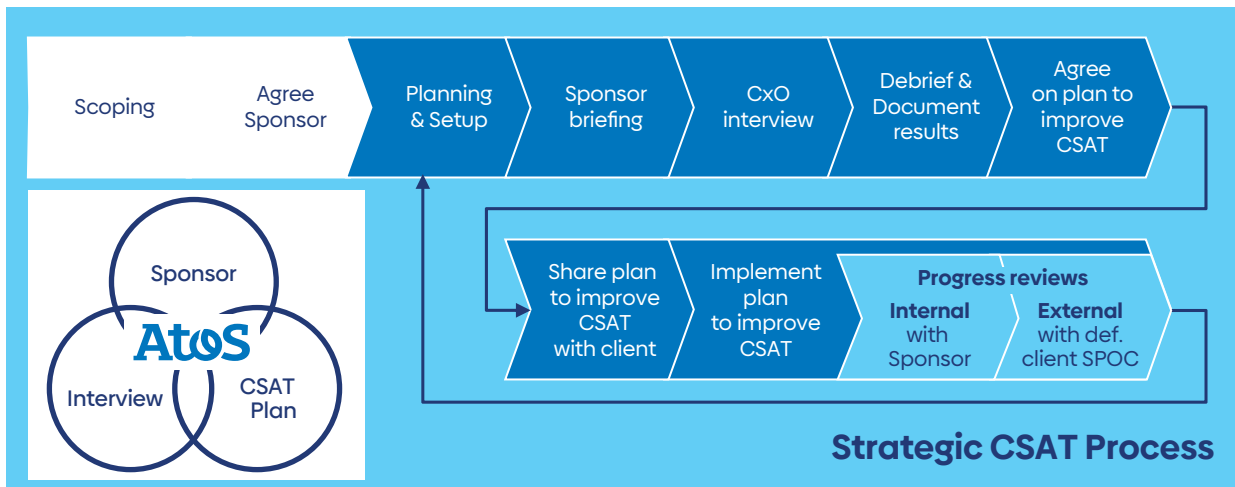 Scoping
Agree
Sponsor
Planning
& Setup
Sponsor
briefing
CxO
interview
Debrief &
Document
results
Agree
on plan to
improve
CSAT
Share plan
to improve
CSAT
with client
Implement
plan
to improve
CSAT
Progress reviews
Internal
with
Sponsor
External
with def.
client SPOC
Sponsor
Atos
Interview
CSAT
Plan
Strategic CSAT Process